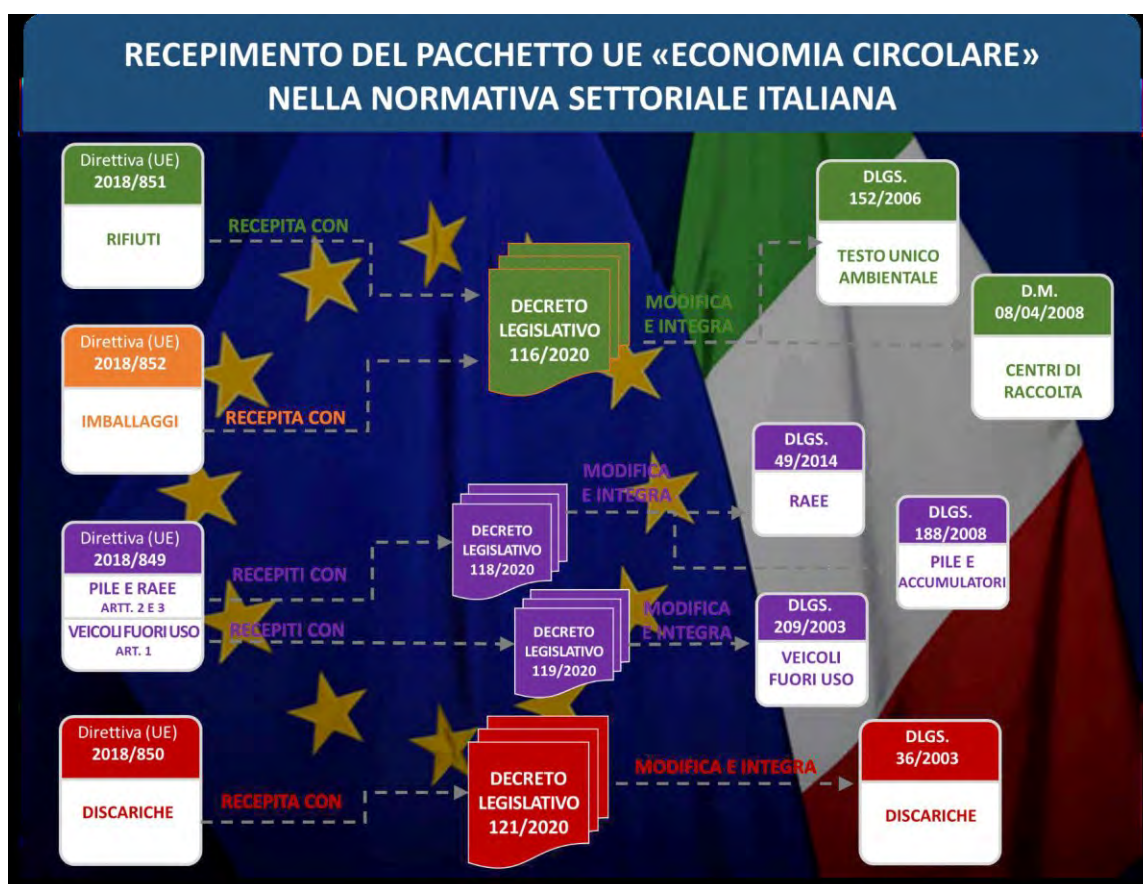 RECEPIMENTO DEL PACCHETTO UE «ECONOMIA CIRCOLARE»
NELLA NORMATIVA SETTORIALE ITALIANA
Direttiva (UE)
2018/851
RIFIUTI
RECEPITA CON
Direttiva (UE)
2018/852
IMBALLAGGI
RECEPITA CON
DECRETO
LEGISLATIVO
116/2020
MODIFICA
E INTEGRA
DLGS.
152/2006
TESTO UNICO
AMBIENTALE
D.M.
08/04/2008
CENTRI DI
RACCOLTA
Direttiva (UE)
2018/849
PILE E RAEE
ARTT. 2 E 3
VEICOLI FUORI USO
ART. 1
RECEPITI CON
RECEPITI CON
DECRETO
LEGISLATIVO
118/2020
MODIFICA
E INTEGRA
DLGS.
49/2014
RAEE
DLGS.
188/2008
PILE E
ACCUMULATORI
DECRETO
LEGISLATIVO
119/2020
MODIFICA
E INTEGRA
DLGS.
209/2003
VEICOLI
FUORI USO
Direttiva (UE)
2018/850
DISCARICHE
RECEPITA CON
DECRETO
LEGISLATIVO
121/2020
MODIFICA E INTEGRA
DLGS.
36/2003
DISCARICHE